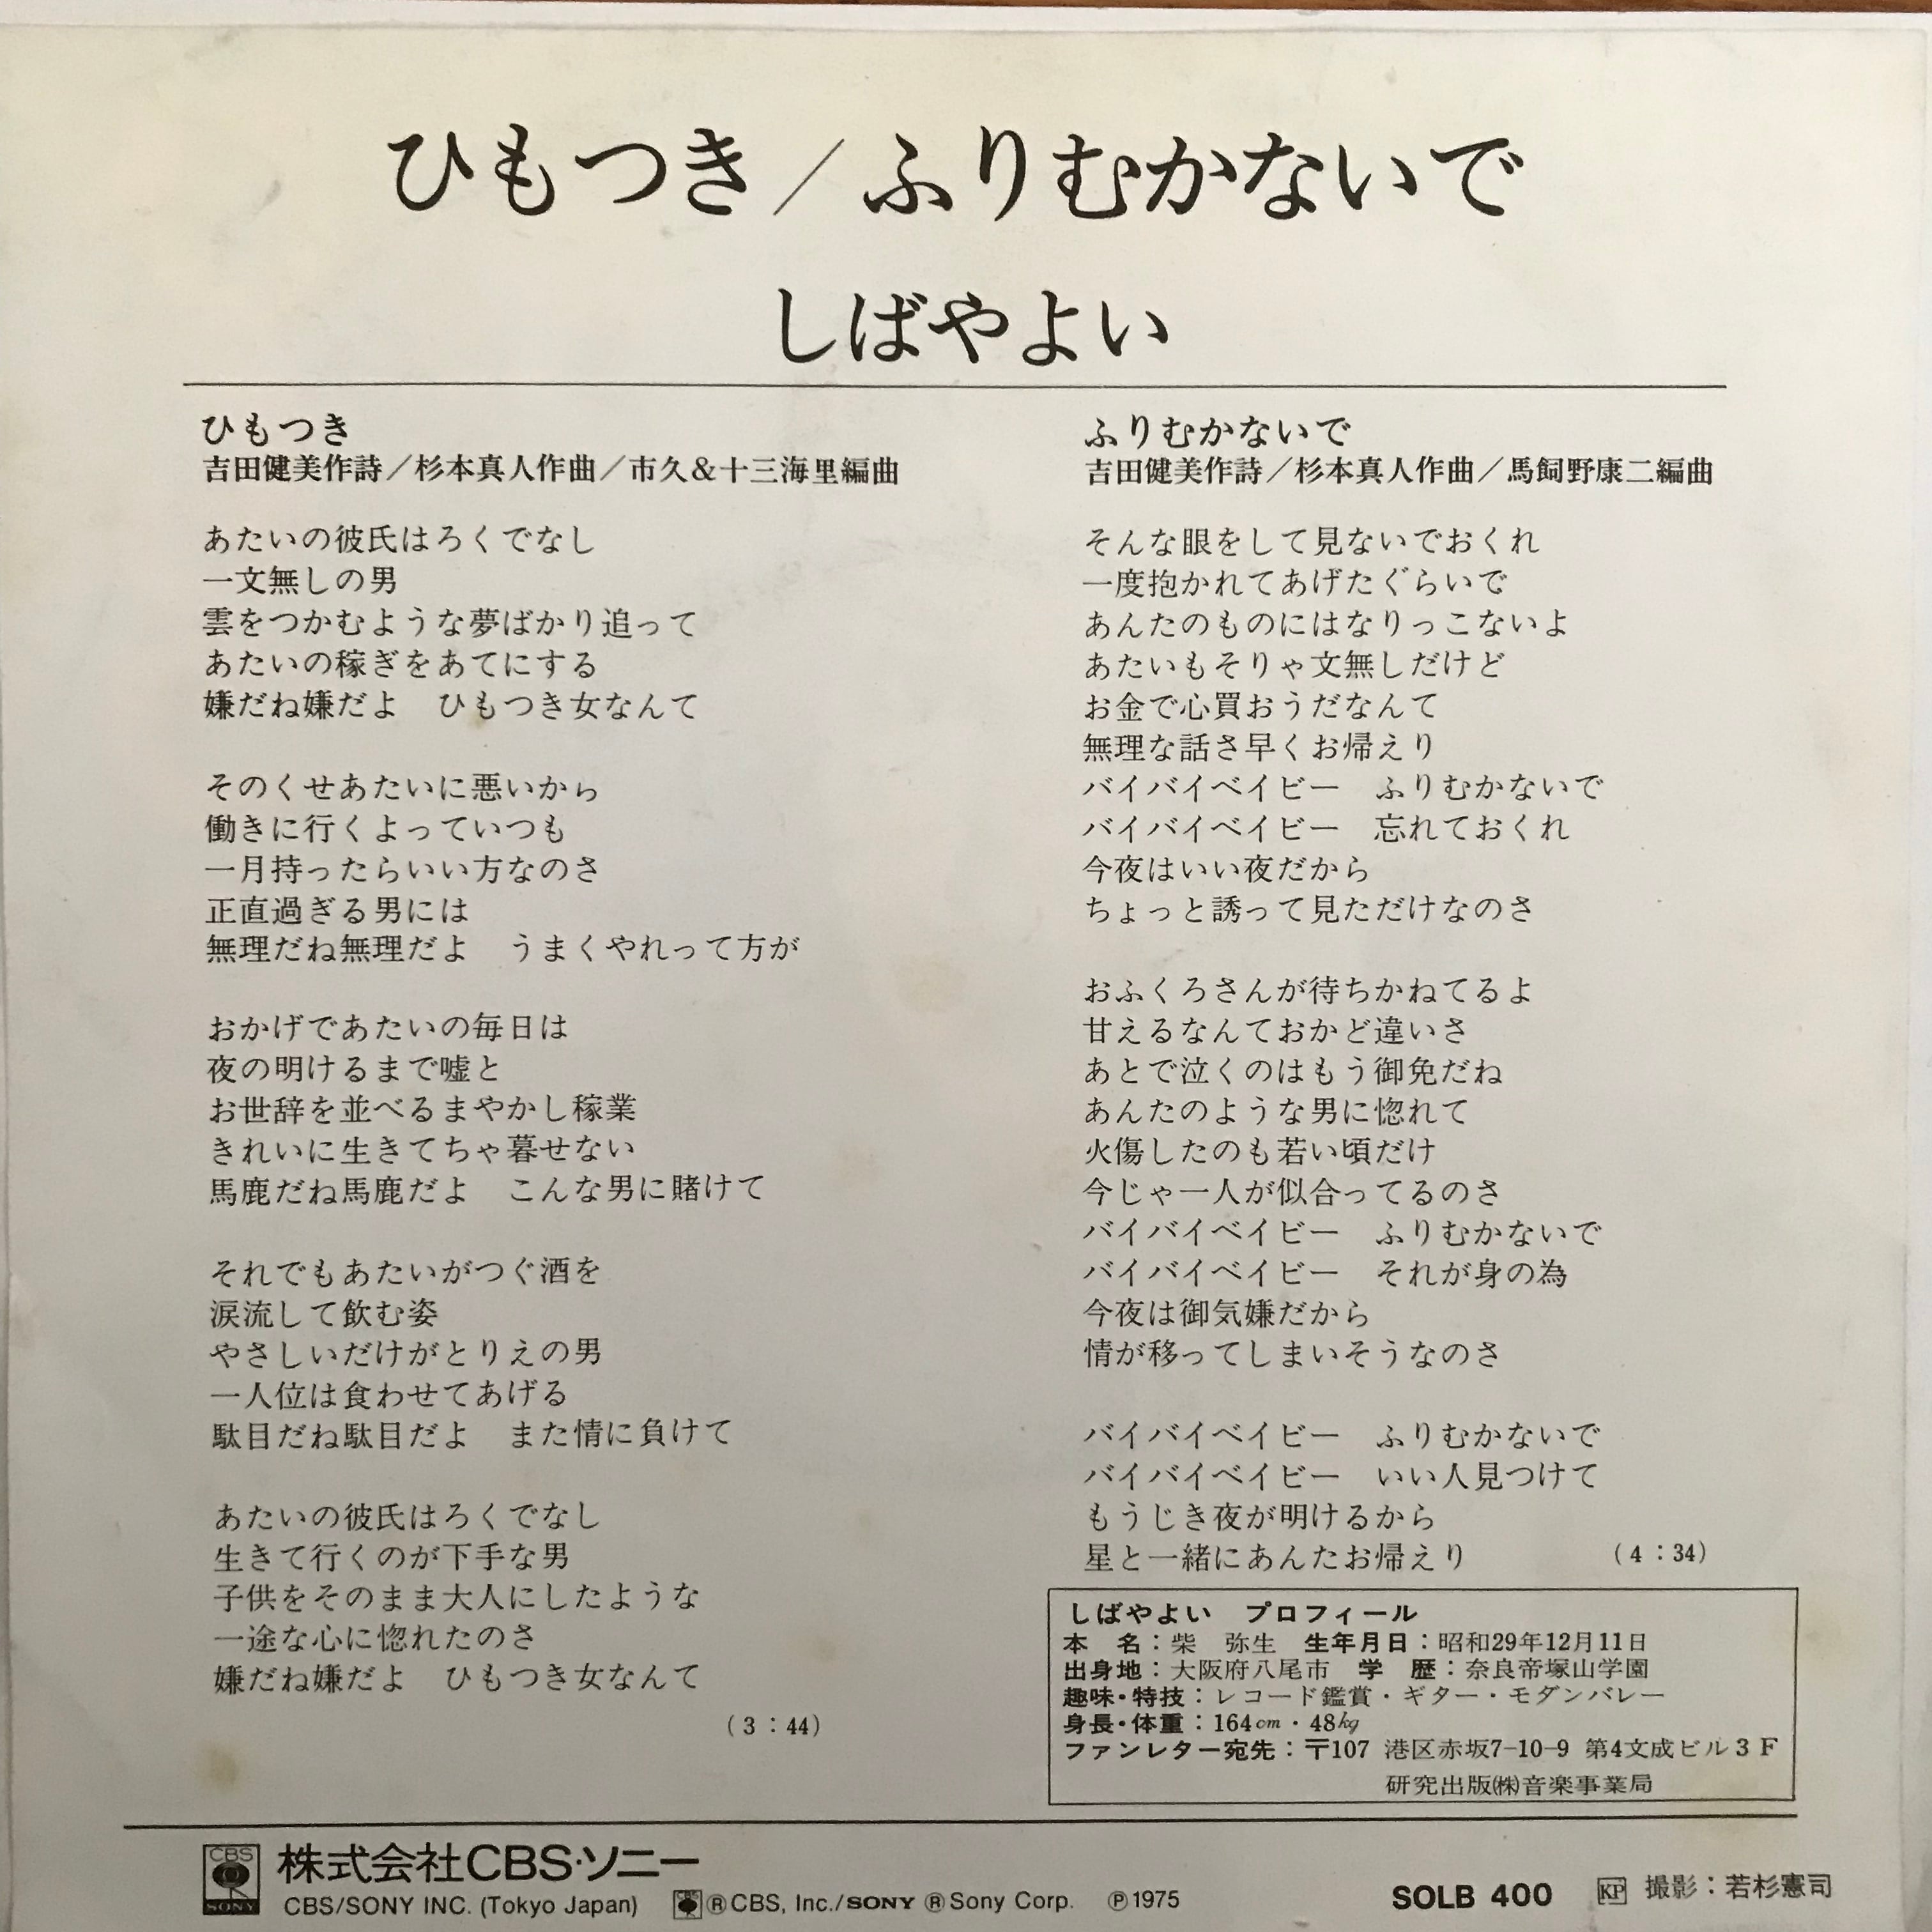 ひもつき／ふりむかないで
しばやよい
ひもつき
吉田健美作詩／杉本真人作曲／市久＆十三海里編曲
あたいの彼氏はろくでなし
一文無しの男
雲をつかむような夢ばかり追って
あたいの稼ぎをあてにする
嫌だね嫌だよ　ひもつき女なんて
そのくせあたいに悪いから
働きに行くよっていつも
一月持ったらいい方なのさ
正直過ぎる男には
無理だね無理だよ　うまくやれって方が
おかげであたいの毎日は
夜の明けるまで嘘と
お世辞を並べるまやかし稼業
きれいに生きてちゃ暮せない
馬鹿だね馬鹿だよ　こんな男に賭けて
それでもあたいがつぐ酒を
涙流して飲む姿
やさしいだけがとりえの男
一人位は食わせてあげる
駄目だね駄目だよ　また情に負けて
あたいの彼氏はろくでなし
生きて行くのが下手な男
子供をそのまま大人にしたような
一途な心に惚れたのさ
嫌だね嫌だよ　ひもつき女なんて
（3：44）
ふりむかないで
吉田健美作詩／杉本真人作曲／馬飼野康二編曲
そんな眼をして見ないでおくれ
一度抱かれてあげたぐらいで
あんたのものにはなりっこないよ
あたいもそりゃ文無しだけど
お金で心買おうだなんて
無理な話さ早くお帰えり
バイバイベイビー　ふりむかないで
バイバイベイビー　忘れておくれ
今夜はいい夜だから
ちょっと誘って見ただけなのさ
おふくろさんが待ちかねてるよ
甘えるなんておかど違いさ
あとで泣くのはもう御免だね
あんたのような男に惚れて
火傷したのも若い頃だけ
今じゃ一人が似合ってるのさ
バイバイベイビー　ふりむかないで
バイバイベイビー　それが身の為
今夜は御気嫌だから
情が移ってしまいそうなのさ
バイバイベイビー　ふりむかないで
バイバイベイビー　いい人見つけて
もうじき夜が明けるから
星と一緒にあんたお帰えり　（4：34）
しばやよい　プロフィール
本　名：柴　弥生　生年月日：昭和29年12月11日
出身地：大阪府八尾市　学　歴：奈良帝塚山学園
趣味・特技：レコード鑑賞・ギター・モダンバレー
身長・体重：164cm・48kg
ファンレター宛先：〒107 港区赤坂7-10-9 第4文成ビル3F
研究出版㈱音楽事業局
CBS
SONY
株式会社CBS・ソニー
CBS/SONY INC. (Tokyo Japan)　ⓇCBS, Inc./SONY ⓇSony Corp.　Ⓟ1975
SOLB 400　KP 撮影：若杉憲司